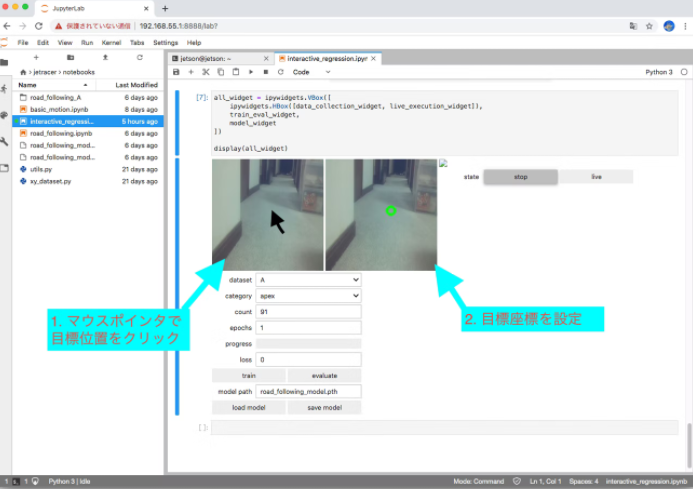 JupyterLab
保護されていない通信 | 192.168.55.1:8888/lab?
File Edit View Run Kernel Tabs Settings Help
jetson@jetson: ~
interactive_regression.ipyn
Code
Python 3
> jetracer > notebooks
Name Last Modified
road_following_A 6 days ago
basic_motion.ipynb 8 days ago
interactive_regressi... 5 hours ago
road_following.ipynb 6 days ago
road_following_mod... 6 days ago
road_following_mod... 6 days ago
utils.py 21 days ago
xy_dataset.py 21 days ago
[7]: all_widget = ipywidgets.VBox([
ipywidgets.HBox([data_collection_widget, live_execution_widget]),
train_eval_widget,
model_widget
])
display(all_widget)
state stop live
dataset A
category apex
count 91
epochs 1
progress
loss 0
train evaluate
model path road_following_model.pth
load model save model
1. マウスポインタで
目標位置をクリック
2. 目標座標を設定
[ ]:
1 1 Python 3 | Idle Mode: Command Ln 1, Col 1 Spaces: 4 interactive_regression.ipynb